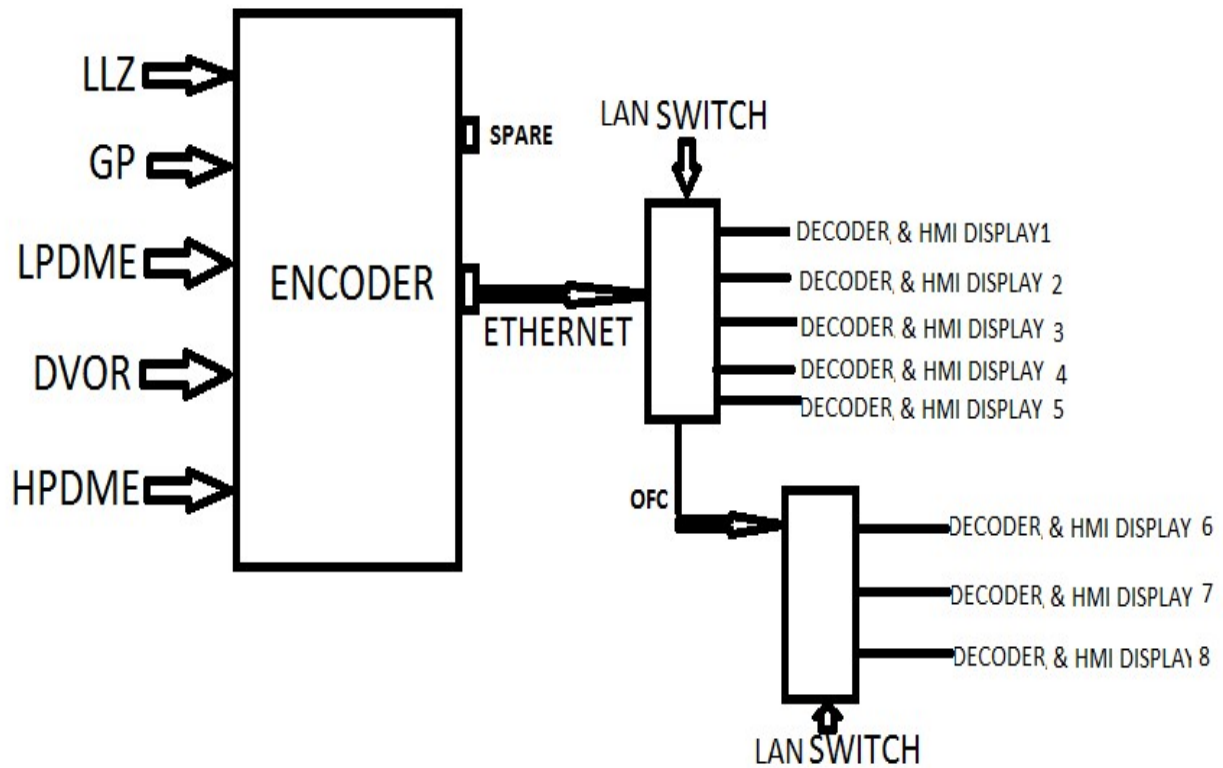 LLZ
GP
LPDME
DVOR
HPDME
ENCODER
SPARE
ETHERNET
LAN SWITCH
DECODER & HMI DISPLAY1
DECODER & HMI DISPLAY 2
DECODER & HMI DISPLAY 3
DECODER & HMI DISPLAY 4
DECODER & HMI DISPLAY 5
OFC
DECODER & HMI DISPLAY 6
DECODER & HMI DISPLAY 7
DECODER & HMI DISPLAY 8
LAN SWITCH